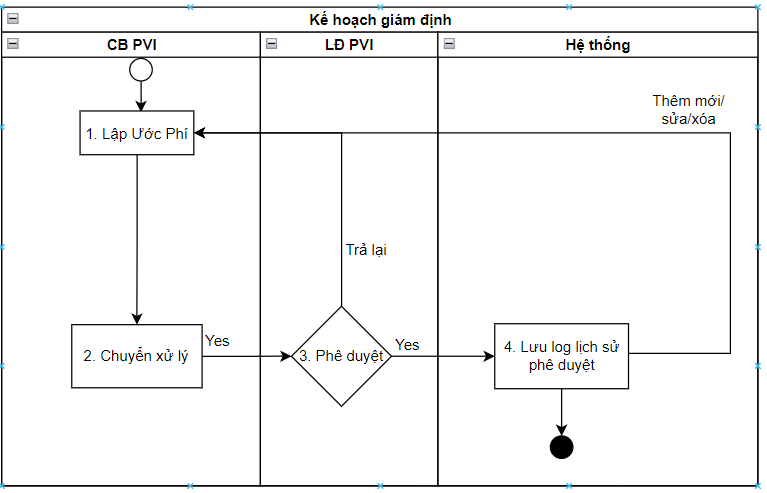 Kế hoạch giám định
CB PVI
LĐ PVI
Hệ thống
Thêm mới/
sửa/xóa
1. Lập Ước Phí
Trả lại
2. Chuyển xử lý
Yes
3. Phê duyệt
Yes
4. Lưu log lịch sử
phê duyệt